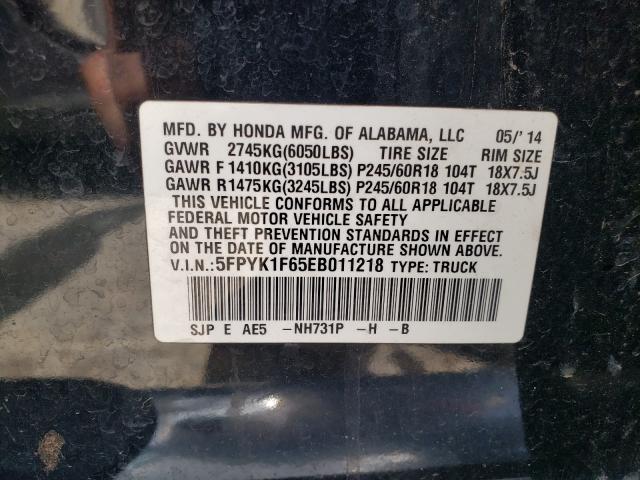 MFD. BY HONDA MFG. OF ALABAMA, LLC 05/'14
GVWR 2745KG(6050LBS) TIRE SIZE RIM SIZE
GAWR F 1410KG(3105LBS) P245/60R18 104T 18X7.5J
GAWR R1475KG(3245LBS) P245/60R18 104T 18X7.5J
THIS VEHICLE CONFORMS TO ALL APPLICABLE
FEDERAL MOTOR VEHICLE SAFETY
AND THEFT PREVENTION STANDARDS IN EFFECT
ON THE DATE OF MANUFACTURE SHOWN ABOVE.
V.I.N.:5FPYK1F65EB011218 TYPE: TRUCK
SJP E AE5 -NH731P -H -B